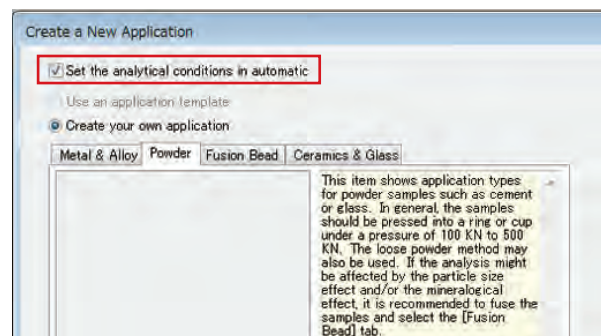 Create a New Application
Set the analytical conditions in automatic
Use an application template
Create your own application
Metal & Alloy Powder Fusion Bead Ceramics & Glass
This item shows application types
for powder samples such as cement
or glass. In general, the samples
should be pressed into a ring or cup
under a pressure of 100 KN to 500
KN. The loose powder method may
also be used. If the analysis might
be affected by the particle size
effect and/or the mineralogical
effect, it is recommended to fuse the
samples and select the [Fusion
Bead] tab.